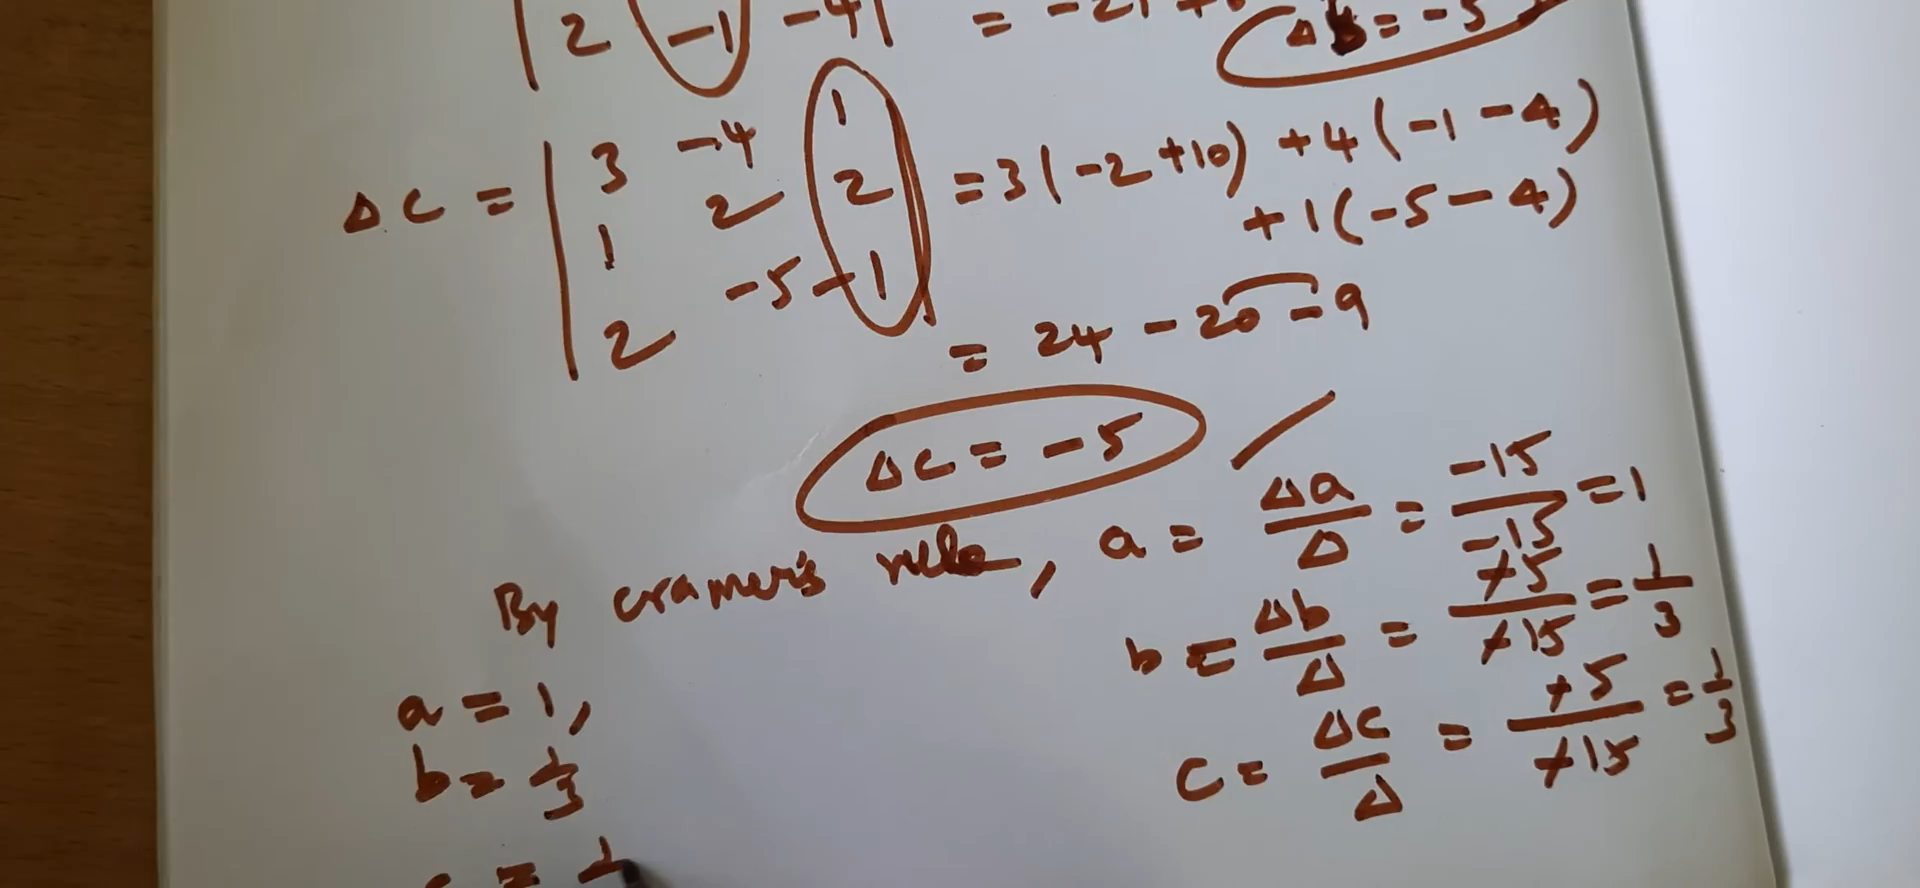 2 -1 -4 = -21
Δb = -5
Δc = | 3 -4 1 | = 3(-2+10) +4(-1-4)
1 2 2 +1(-5-4)
2 -5 -1
= 24 - 20 - 9
Δc = -5
By cramer's rule, a = Δa/Δ = -15/-15 = 1
b = Δb/Δ = -5/-15 = 1/3
c = Δc/Δ = -5/-15 = 1/3
a = 1,
b = 1/3
c = 1